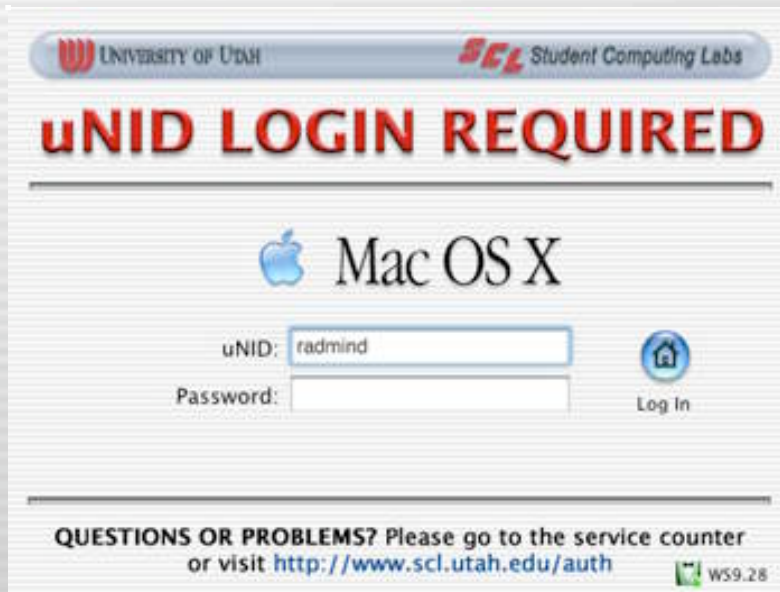 UNIVERSITY OF UTAH
SCL Student Computing Labs
uNID LOGIN REQUIRED
Mac OS X
uNID: radmind
Password:
Log In
QUESTIONS OR PROBLEMS? Please go to the service counter
or visit http://www.scl.utah.edu/auth
WS9.28